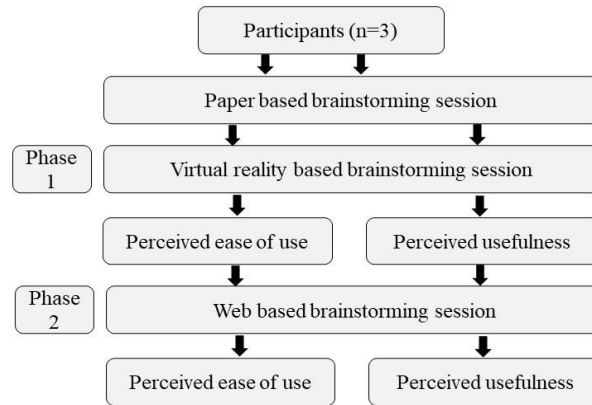 Participants (n=3)
Paper based brainstorming session
Phase
1
Virtual reality based brainstorming session
Perceived ease of use
Perceived usefulness
Phase
2
Web based brainstorming session
Perceived ease of use
Perceived usefulness